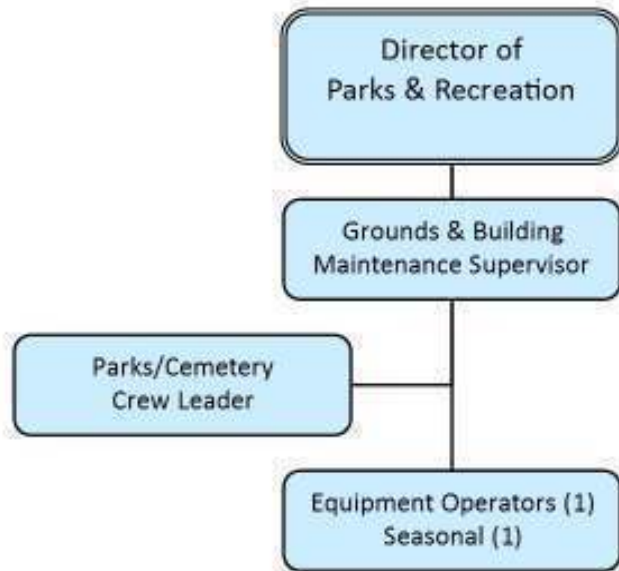 Director of
Parks & Recreation
Grounds & Building
Maintenance Supervisor
Parks/Cemetery
Crew Leader
Equipment Operators (1)
Seasonal (1)